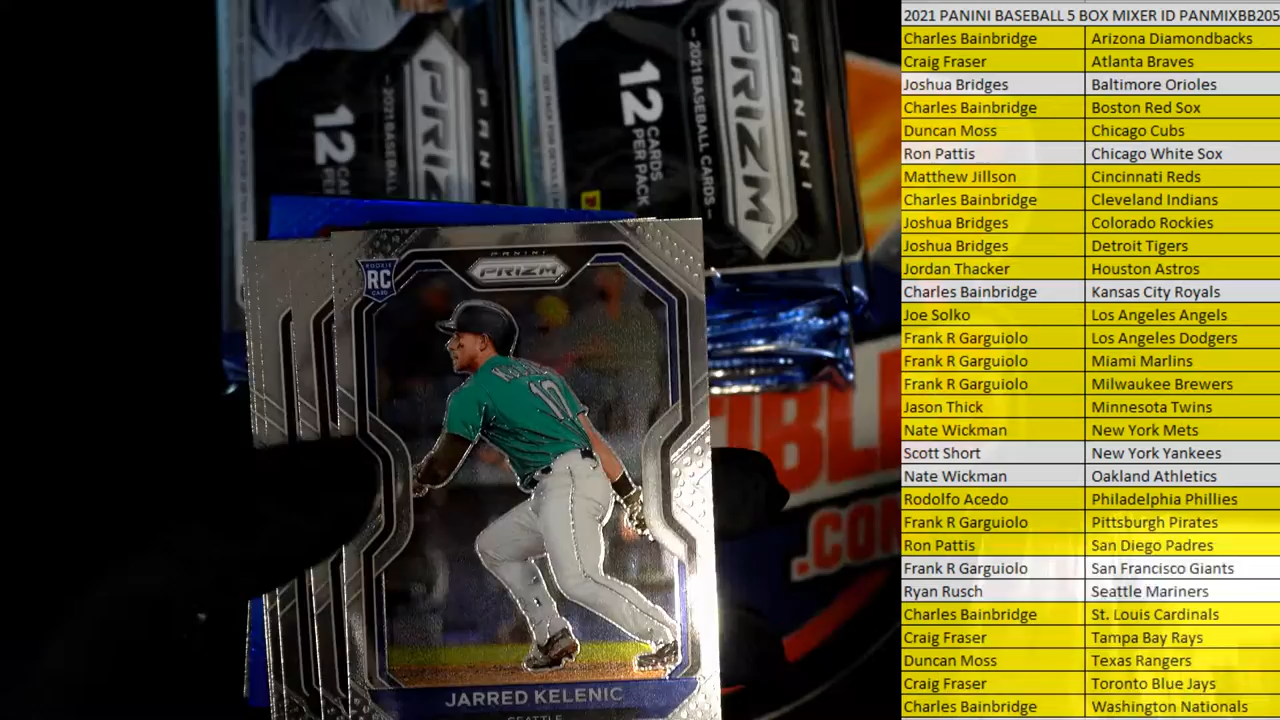 2021 PANINI BASEBALL 5 BOX MIXER ID PANMIXBB205
Charles Bainbridge Arizona Diamondbacks
Craig Fraser Atlanta Braves
Joshua Bridges Baltimore Orioles
Charles Bainbridge Boston Red Sox
Duncan Moss Chicago Cubs
Ron Pattis Chicago White Sox
Matthew Jillson Cincinnati Reds
Charles Bainbridge Cleveland Indians
Joshua Bridges Colorado Rockies
Joshua Bridges Detroit Tigers
Jordan Thacker Houston Astros
Charles Bainbridge Kansas City Royals
Joe Solko Los Angeles Angels
Frank R Garguiolo Los Angeles Dodgers
Frank R Garguiolo Miami Marlins
Frank R Garguiolo Milwaukee Brewers
Jason Thick Minnesota Twins
Nate Wickman New York Mets
Scott Short New York Yankees
Nate Wickman Oakland Athletics
Rodolfo Acedo Philadelphia Phillies
Frank R Garguiolo Pittsburgh Pirates
Ron Pattis San Diego Padres
Frank R Garguiolo San Francisco Giants
Ryan Rusch Seattle Mariners
Charles Bainbridge St. Louis Cardinals
Craig Fraser Tampa Bay Rays
Duncan Moss Texas Rangers
Craig Fraser Toronto Blue Jays
Charles Bainbridge Washington Nationals
PANINI
PRIZM
- 2021 BASEBALL CARDS -
12 CARDS
PER PACK
PANI
PRIZM
- 2021 BASEBALL
12
ROOKIE
RC
CARD
PANINI
PRIZM
10
JARRED KELENIC
SEATTLE
IBL
.CON